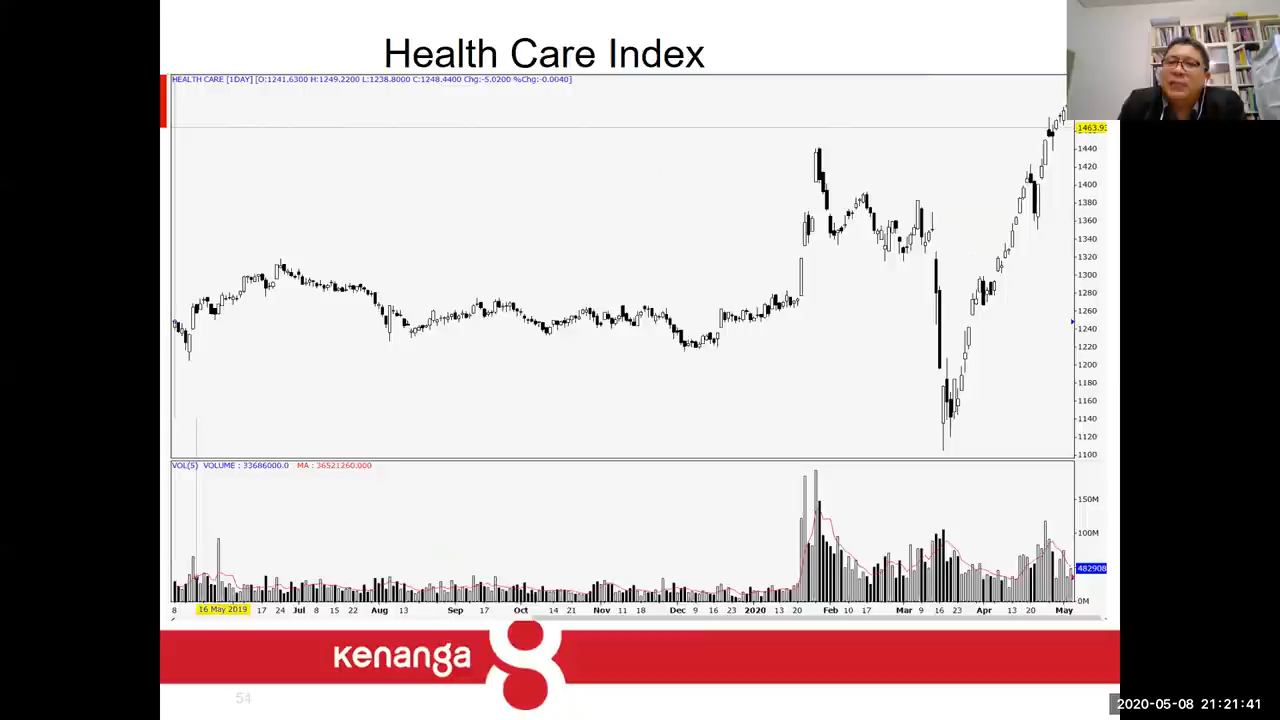 Health Care Index
HEALTH CARE [1DAY] [O:1241.6300 H:1249.2200 L:1238.8000 C:1248.4400 Chg:-5.0200 %Chg:-0.0040]
1463.93
1440
1420
1400
1380
1360
1340
1320
1300
1280
1260
1240
1220
1200
1180
1160
1140
1120
1100
VOL(5) VOLUME : 33686000.0 MA : 36521260.000
150M
100M
482908
0M
8 16 May 2019 17 24 Jul 8 15 22 Aug 13 Sep 17 Oct 14 21 Nov 11 18 Dec 9 16 23 2020 13 20 Feb 10 17 Mar 9 16 23 Apr 13 20 May
kenanga
54
2020-05-08 21:21:41